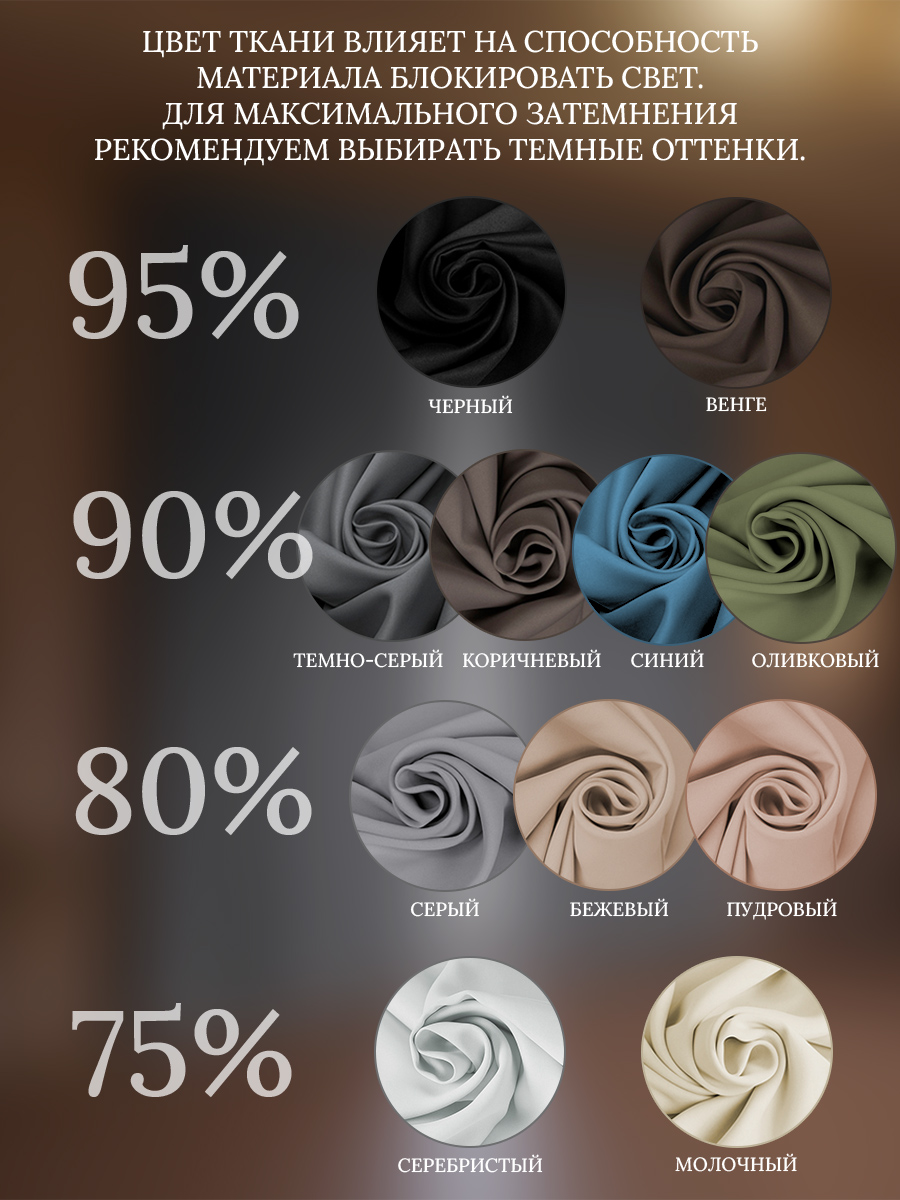 ЦВЕТ ТКАНИ ВЛИЯЕТ НА СПОСОБНОСТЬ
МАТЕРИАЛА БЛОКИРОВАТЬ СВЕТ.
ДЛЯ МАКСИМАЛЬНОГО ЗАТЕМНЕНИЯ
РЕКОМЕНДУЕМ ВЫБИРАТЬ ТЕМНЫЕ ОТТЕНКИ.
95%
ЧЕРНЫЙ ВЕНГЕ
90%
ТЕМНО-СЕРЫЙ КОРИЧНЕВЫЙ СИНИЙ ОЛИВКОВЫЙ
80%
СЕРЫЙ БЕЖЕВЫЙ ПУДРОВЫЙ
75%
СЕРЕБРИСТЫЙ МОЛОЧНЫЙ